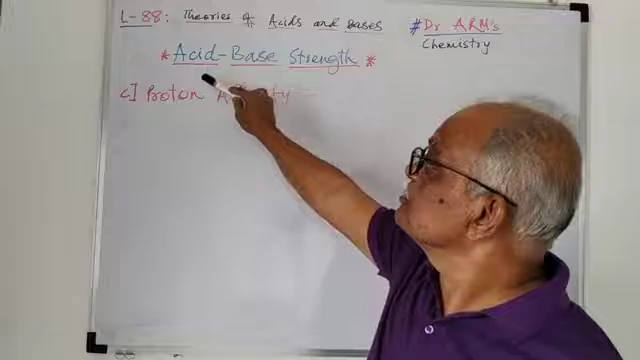 L-88: Theories of Acids and Bases
# Dr ARM's
Chemistry
* Acid-Base Strength *
c] Proton